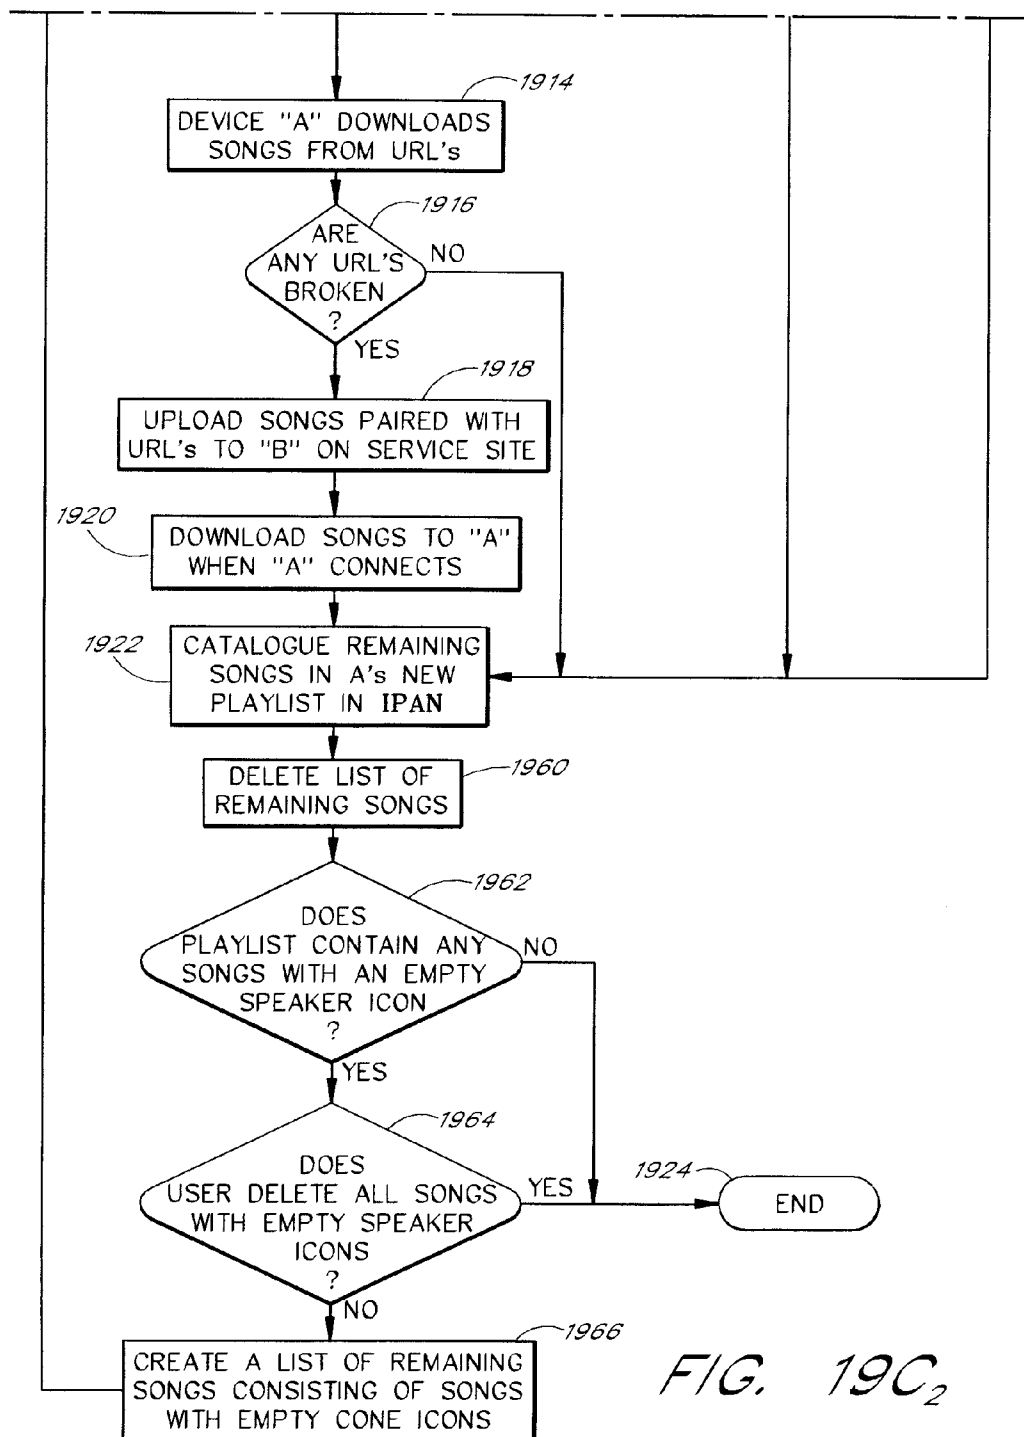 1914
DEVICE "A" DOWNLOADS
SONGS FROM URL's
1916
ARE
ANY URL'S
BROKEN
?
NO
YES
1918
UPLOAD SONGS PAIRED WITH
URL's TO "B" ON SERVICE SITE
1920
DOWNLOAD SONGS TO "A"
WHEN "A" CONNECTS
1922
CATALOGUE REMAINING
SONGS IN A's NEW
PLAYLIST IN IPAN
1960
DELETE LIST OF
REMAINING SONGS
1962
DOES
PLAYLIST CONTAIN ANY
SONGS WITH AN EMPTY
SPEAKER ICON
?
NO
YES
1964
DOES
USER DELETE ALL SONGS
WITH EMPTY SPEAKER
ICONS
?
YES
1924
END
NO
1966
CREATE A LIST OF REMAINING
SONGS CONSISTING OF SONGS
WITH EMPTY CONE ICONS
FIG. 19C2